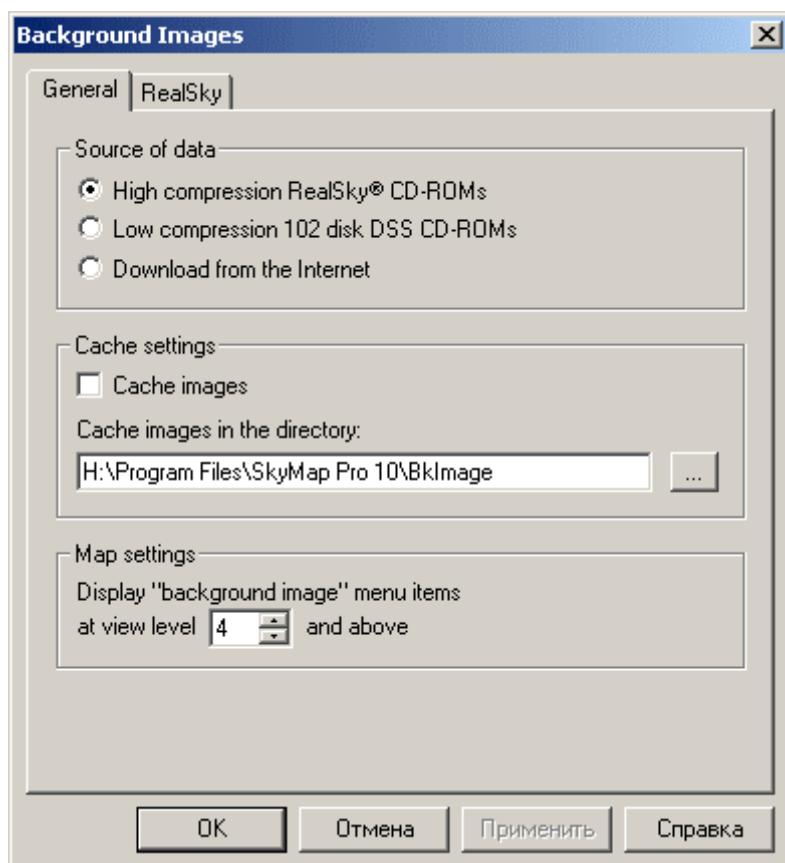 Background Images
General RealSky
Source of data
High compression RealSky® CD-ROMs
Low compression 102 disk DSS CD-ROMs
Download from the Internet
Cache settings
Cache images
Cache images in the directory:
H:\Program Files\SkyMap Pro 10\BkImage ...
Map settings
Display "background image" menu items
at view level 4 and above
OK Отмена Применить Справка